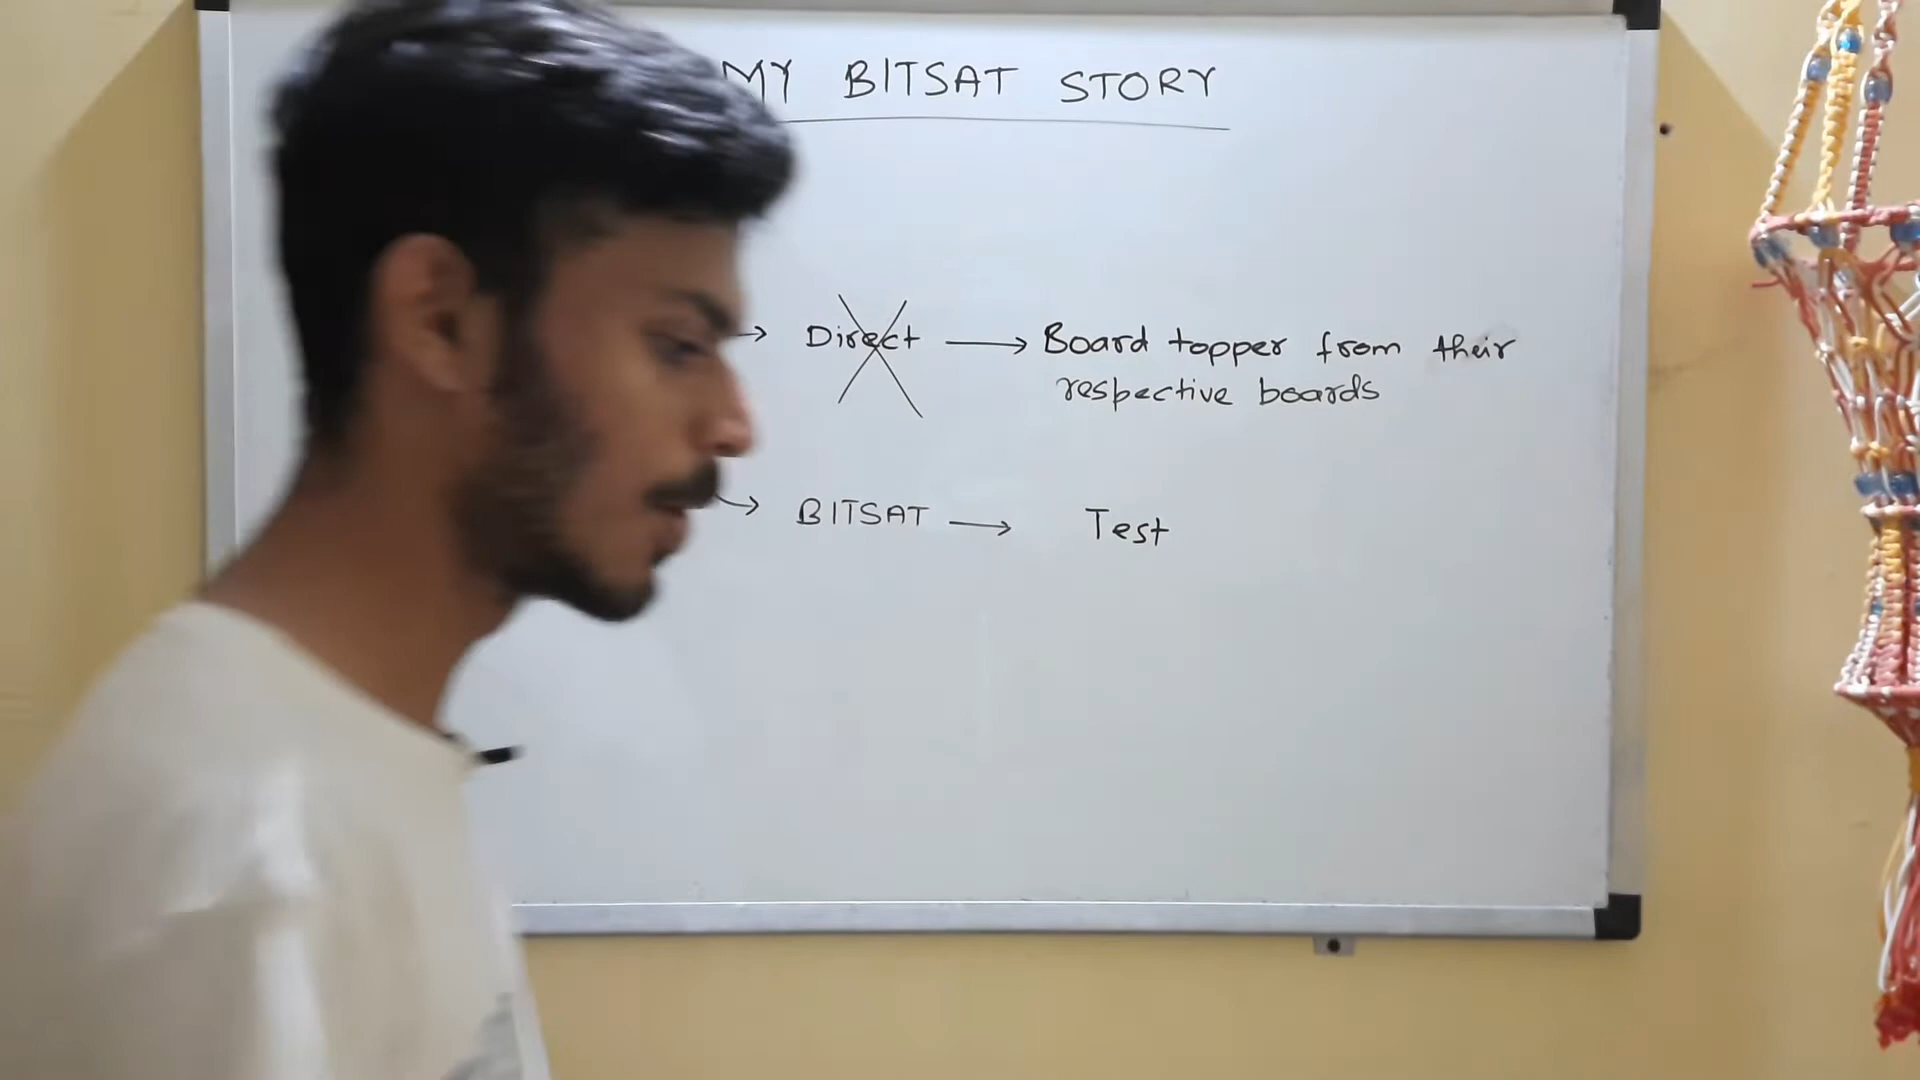 MY BITSAT STORY
→ Direct → Board topper from their
respective boards
→ BITSAT → Test